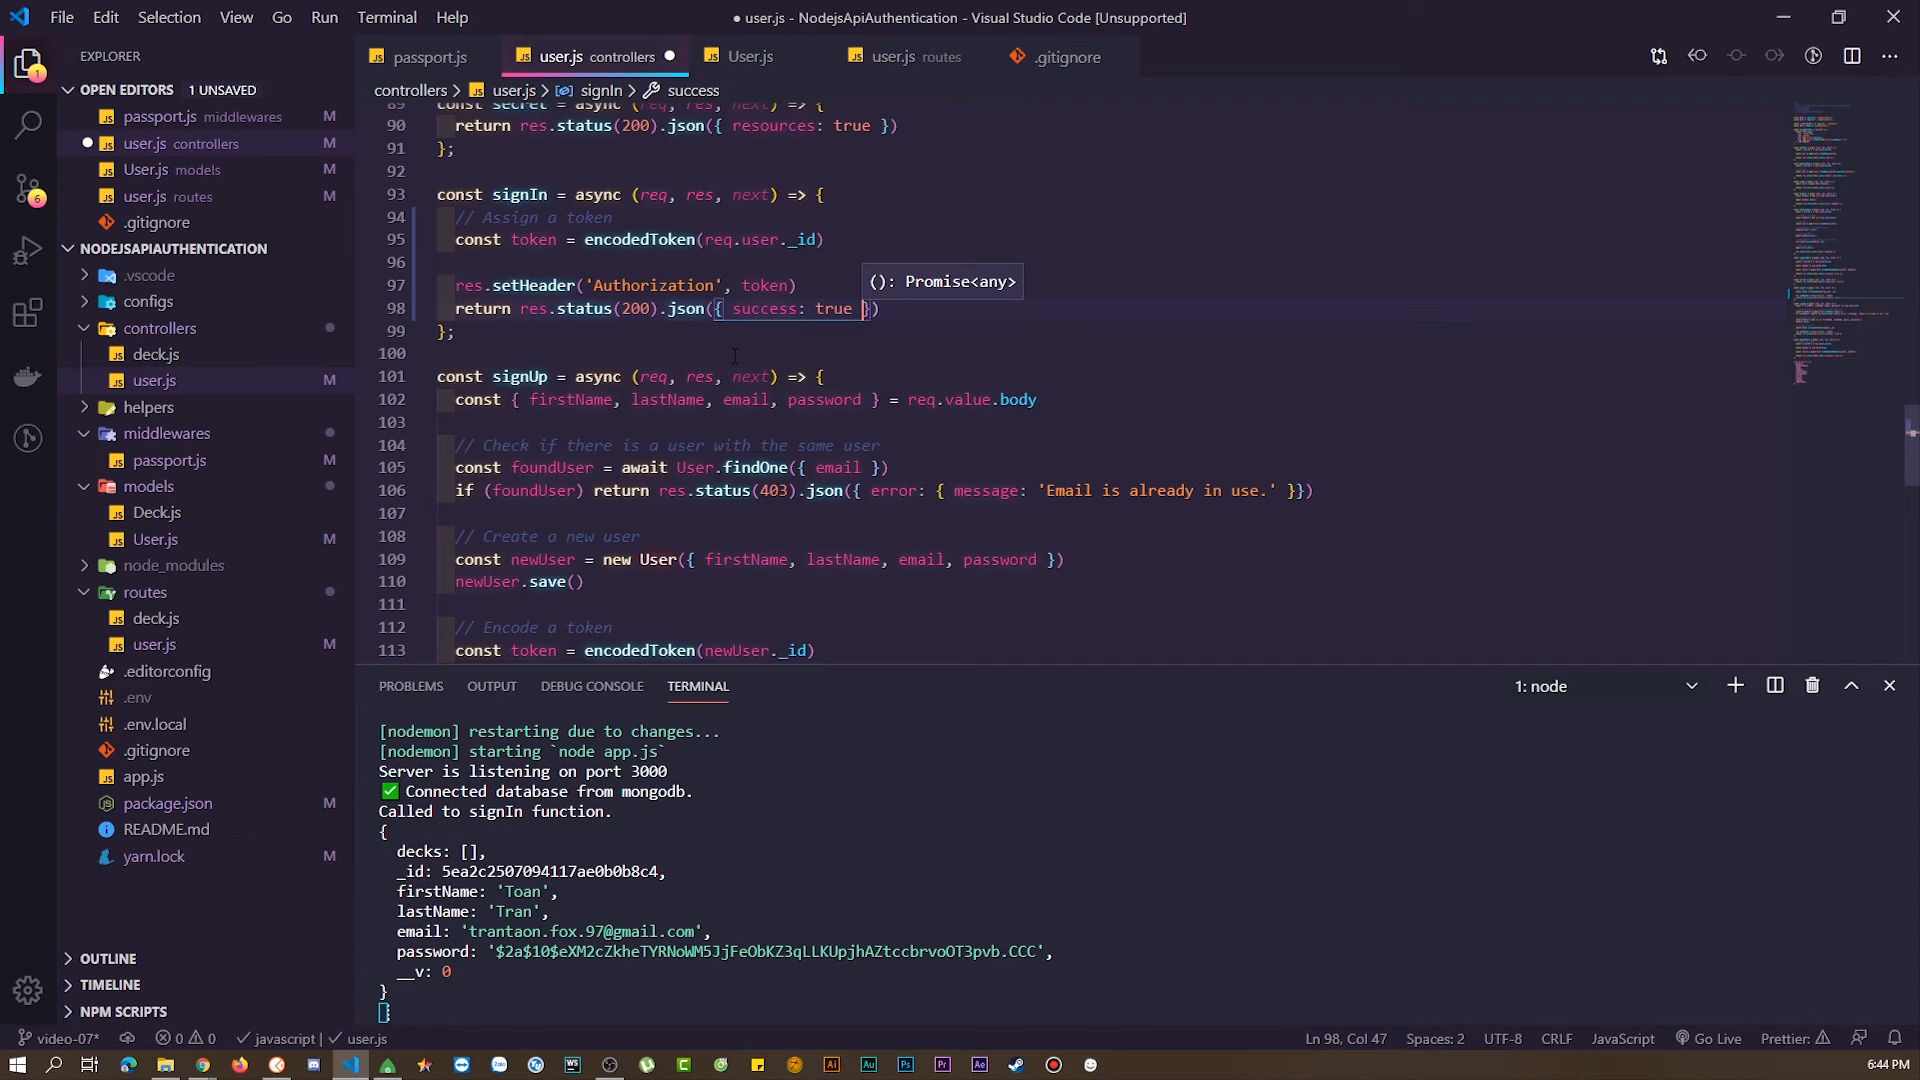 File Edit Selection View Go Run Terminal Help
● user.js - NodejsApiAuthentication - Visual Studio Code [Unsupported]
EXPLORER
OPEN EDITORS 1 UNSAVED
passport.js middlewares M
user.js controllers M
User.js models M
user.js routes M
.gitignore
NODEJSAPIAUTHENTICATION
.vscode
configs
controllers
deck.js
user.js M
helpers
middlewares
passport.js M
models
Deck.js
User.js M
node_modules
routes
deck.js
user.js M
.editorconfig
.env
.env.local
.gitignore
app.js
package.json M
README.md
yarn.lock M
OUTLINE
TIMELINE
NPM SCRIPTS
1
6
passport.js user.js controllers User.js user.js routes .gitignore
controllers > user.js > signIn > success
89 const secret = async (req, res, next) => {
90 return res.status(200).json({ resources: true })
91 };
92
93 const signIn = async (req, res, next) => {
94 // Assign a token
95 const token = encodedToken(req.user._id)
96
97 res.setHeader('Authorization', token)
(): Promise<any>
98 return res.status(200).json({ success: true })
99 };
100
101 const signUp = async (req, res, next) => {
102 const { firstName, lastName, email, password } = req.value.body
103
104 // Check if there is a user with the same user
105 const foundUser = await User.findOne({ email })
106 if (foundUser) return res.status(403).json({ error: { message: 'Email is already in use.' }})
107
108 // Create a new user
109 const newUser = new User({ firstName, lastName, email, password })
110 newUser.save()
111
112 // Encode a token
113 const token = encodedToken(newUser._id)
PROBLEMS OUTPUT DEBUG CONSOLE TERMINAL 1: node
[nodemon] restarting due to changes...
[nodemon] starting `node app.js`
Server is listening on port 3000
✅ Connected database from mongodb.
Called to signIn function.
{
decks: [],
_id: 5ea2c2507094117ae0b0b8c4,
firstName: 'Toan',
lastName: 'Tran',
email: 'trantaon.fox.97@gmail.com',
password: '$2a$10$eXM2cZkheTYRNoWM5JjFeObKZ3qLLKUpjhAZtccbrvoOT3pvb.CCC',
__v: 0
}
video-07* 0 0 javascript | user.js Ln 98, Col 47 Spaces: 2 UTF-8 CRLF JavaScript Go Live Prettier:
6:44 PM